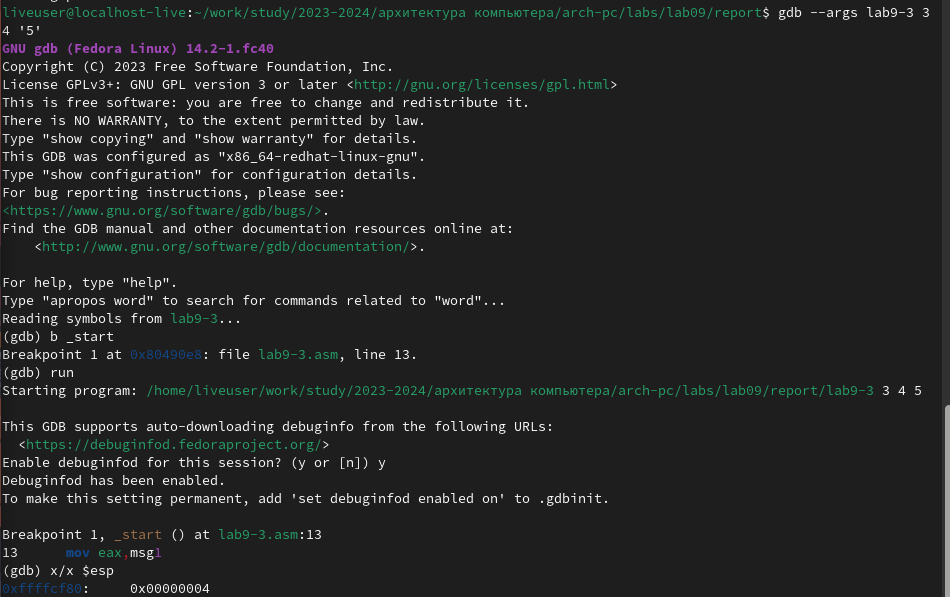 liveuser@localhost-live:~/work/study/2023-2024/архитектура компьютера/arch-pc/labs/lab09/report$ gdb --args lab9-3 3
4 '5'
GNU gdb (Fedora Linux) 14.2-1.fc40
Copyright (C) 2023 Free Software Foundation, Inc.
License GPLv3+: GNU GPL version 3 or later <http://gnu.org/licenses/gpl.html>
This is free software: you are free to change and redistribute it.
There is NO WARRANTY, to the extent permitted by law.
Type "show copying" and "show warranty" for details.
This GDB was configured as "x86_64-redhat-linux-gnu".
Type "show configuration" for configuration details.
For bug reporting instructions, please see:
<https://www.gnu.org/software/gdb/bugs/>.
Find the GDB manual and other documentation resources online at:
    <http://www.gnu.org/software/gdb/documentation/>.

For help, type "help".
Type "apropos word" to search for commands related to "word"...
Reading symbols from lab9-3...
(gdb) b _start
Breakpoint 1 at 0x80490e8: file lab9-3.asm, line 13.
(gdb) run
Starting program: /home/liveuser/work/study/2023-2024/архитектура компьютера/arch-pc/labs/lab09/report/lab9-3 3 4 5

This GDB supports auto-downloading debuginfo from the following URLs:
  <https://debuginfod.fedoraproject.org/>
Enable debuginfod for this session? (y or [n]) y
Debuginfod has been enabled.
To make this setting permanent, add 'set debuginfod enabled on' to .gdbinit.

Breakpoint 1, _start () at lab9-3.asm:13
13      mov eax,msg1
(gdb) x/x $esp
0xffffcf80:     0x00000004